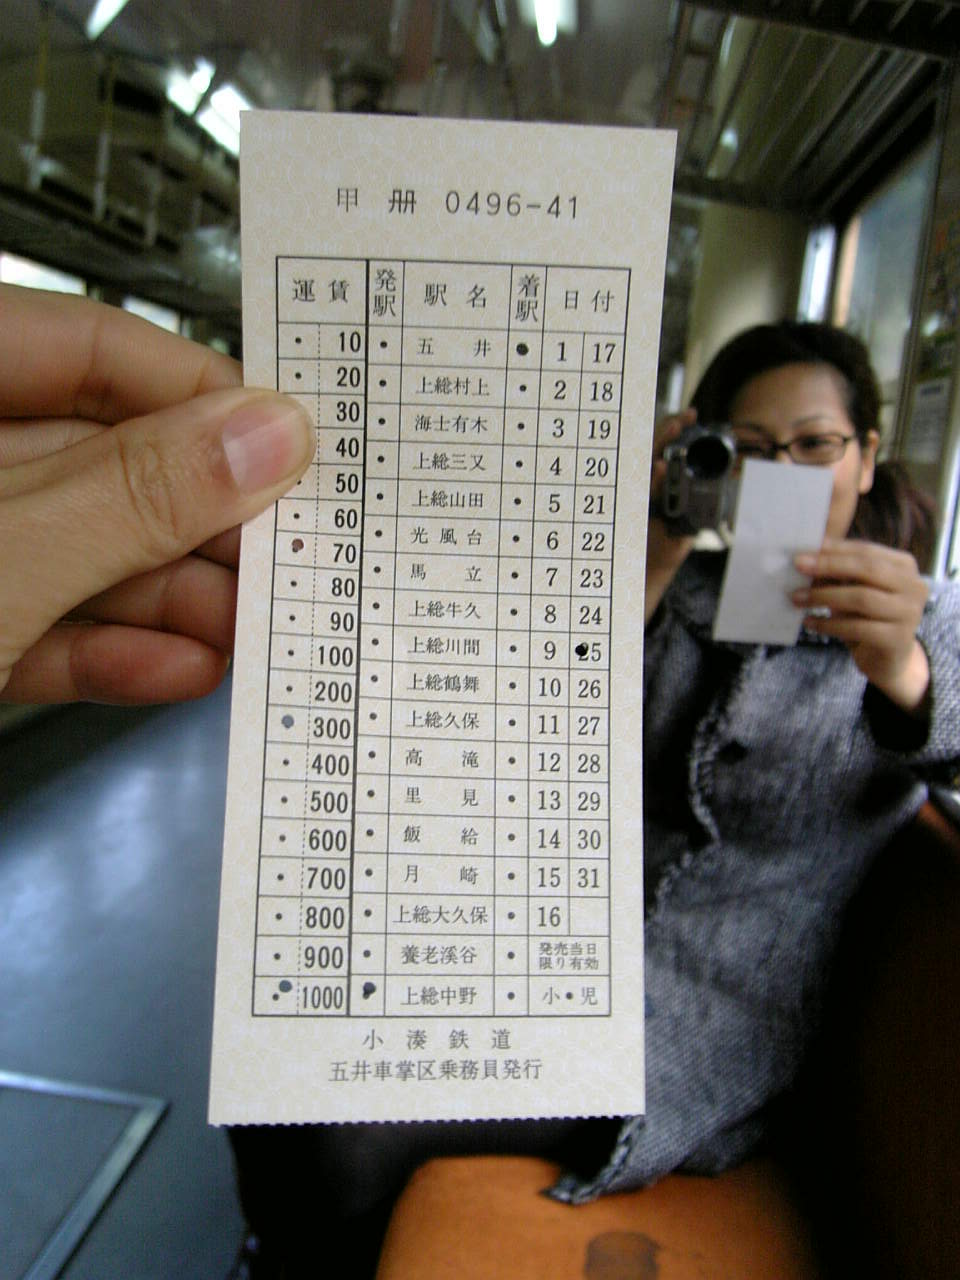 甲 冊 0496-41
運賃 発駅 駅名 着駅 日付
10 五井 1 17
20 上総村上 2 18
30 海士有木 3 19
40 上総三又 4 20
50 上総山田 5 21
60 光風台 6 22
70 馬立 7 23
80 上総牛久 8 24
90 上総川間 9 25
100 上総鶴舞 10 26
200 上総久保 11 27
300 高滝 12 28
400 里見 13 29
500 飯給 14 30
600 月崎 15 31
700 上総大久保 16
800 養老溪谷 発売当日
限り有効
900 上総中野 小・児
1000
小湊鉄道
五井車掌区乗務員発行